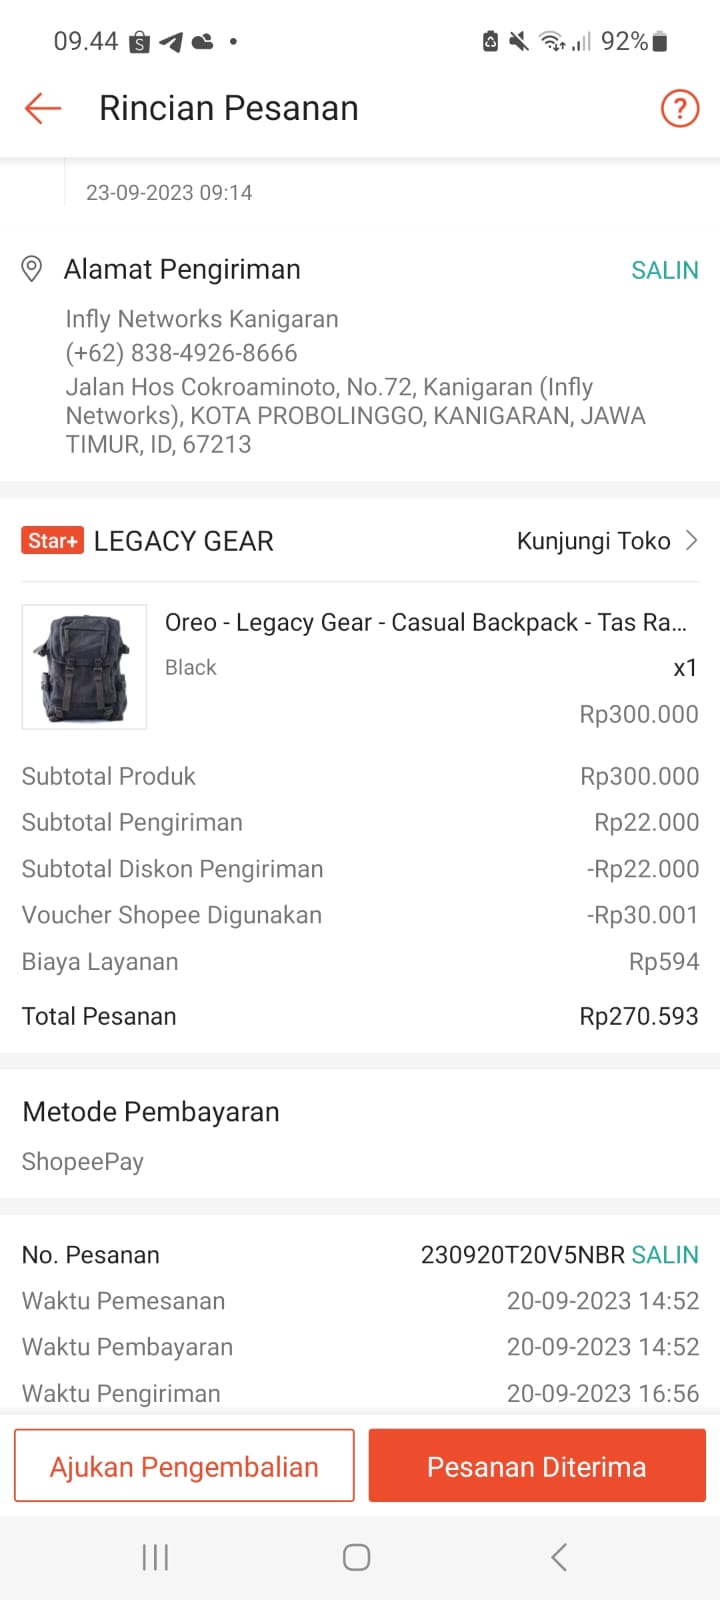 09.44
92%
Rincian Pesanan
23-09-2023 09:14
Alamat Pengiriman SALIN
Infly Networks Kanigaran
(+62) 838-4926-8666
Jalan Hos Cokroaminoto, No.72, Kanigaran (Infly
Networks), KOTA PROBOLINGGO, KANIGARAN, JAWA
TIMUR, ID, 67213
Star+ LEGACY GEAR Kunjungi Toko
Oreo - Legacy Gear - Casual Backpack - Tas Ra...
Black x1
Rp300.000
Subtotal Produk Rp300.000
Subtotal Pengiriman Rp22.000
Subtotal Diskon Pengiriman -Rp22.000
Voucher Shopee Digunakan -Rp30.001
Biaya Layanan Rp594
Total Pesanan Rp270.593
Metode Pembayaran
ShopeePay
No. Pesanan 230920T20V5NBR SALIN
Waktu Pemesanan 20-09-2023 14:52
Waktu Pembayaran 20-09-2023 14:52
Waktu Pengiriman 20-09-2023 16:56
Ajukan Pengembalian Pesanan Diterima